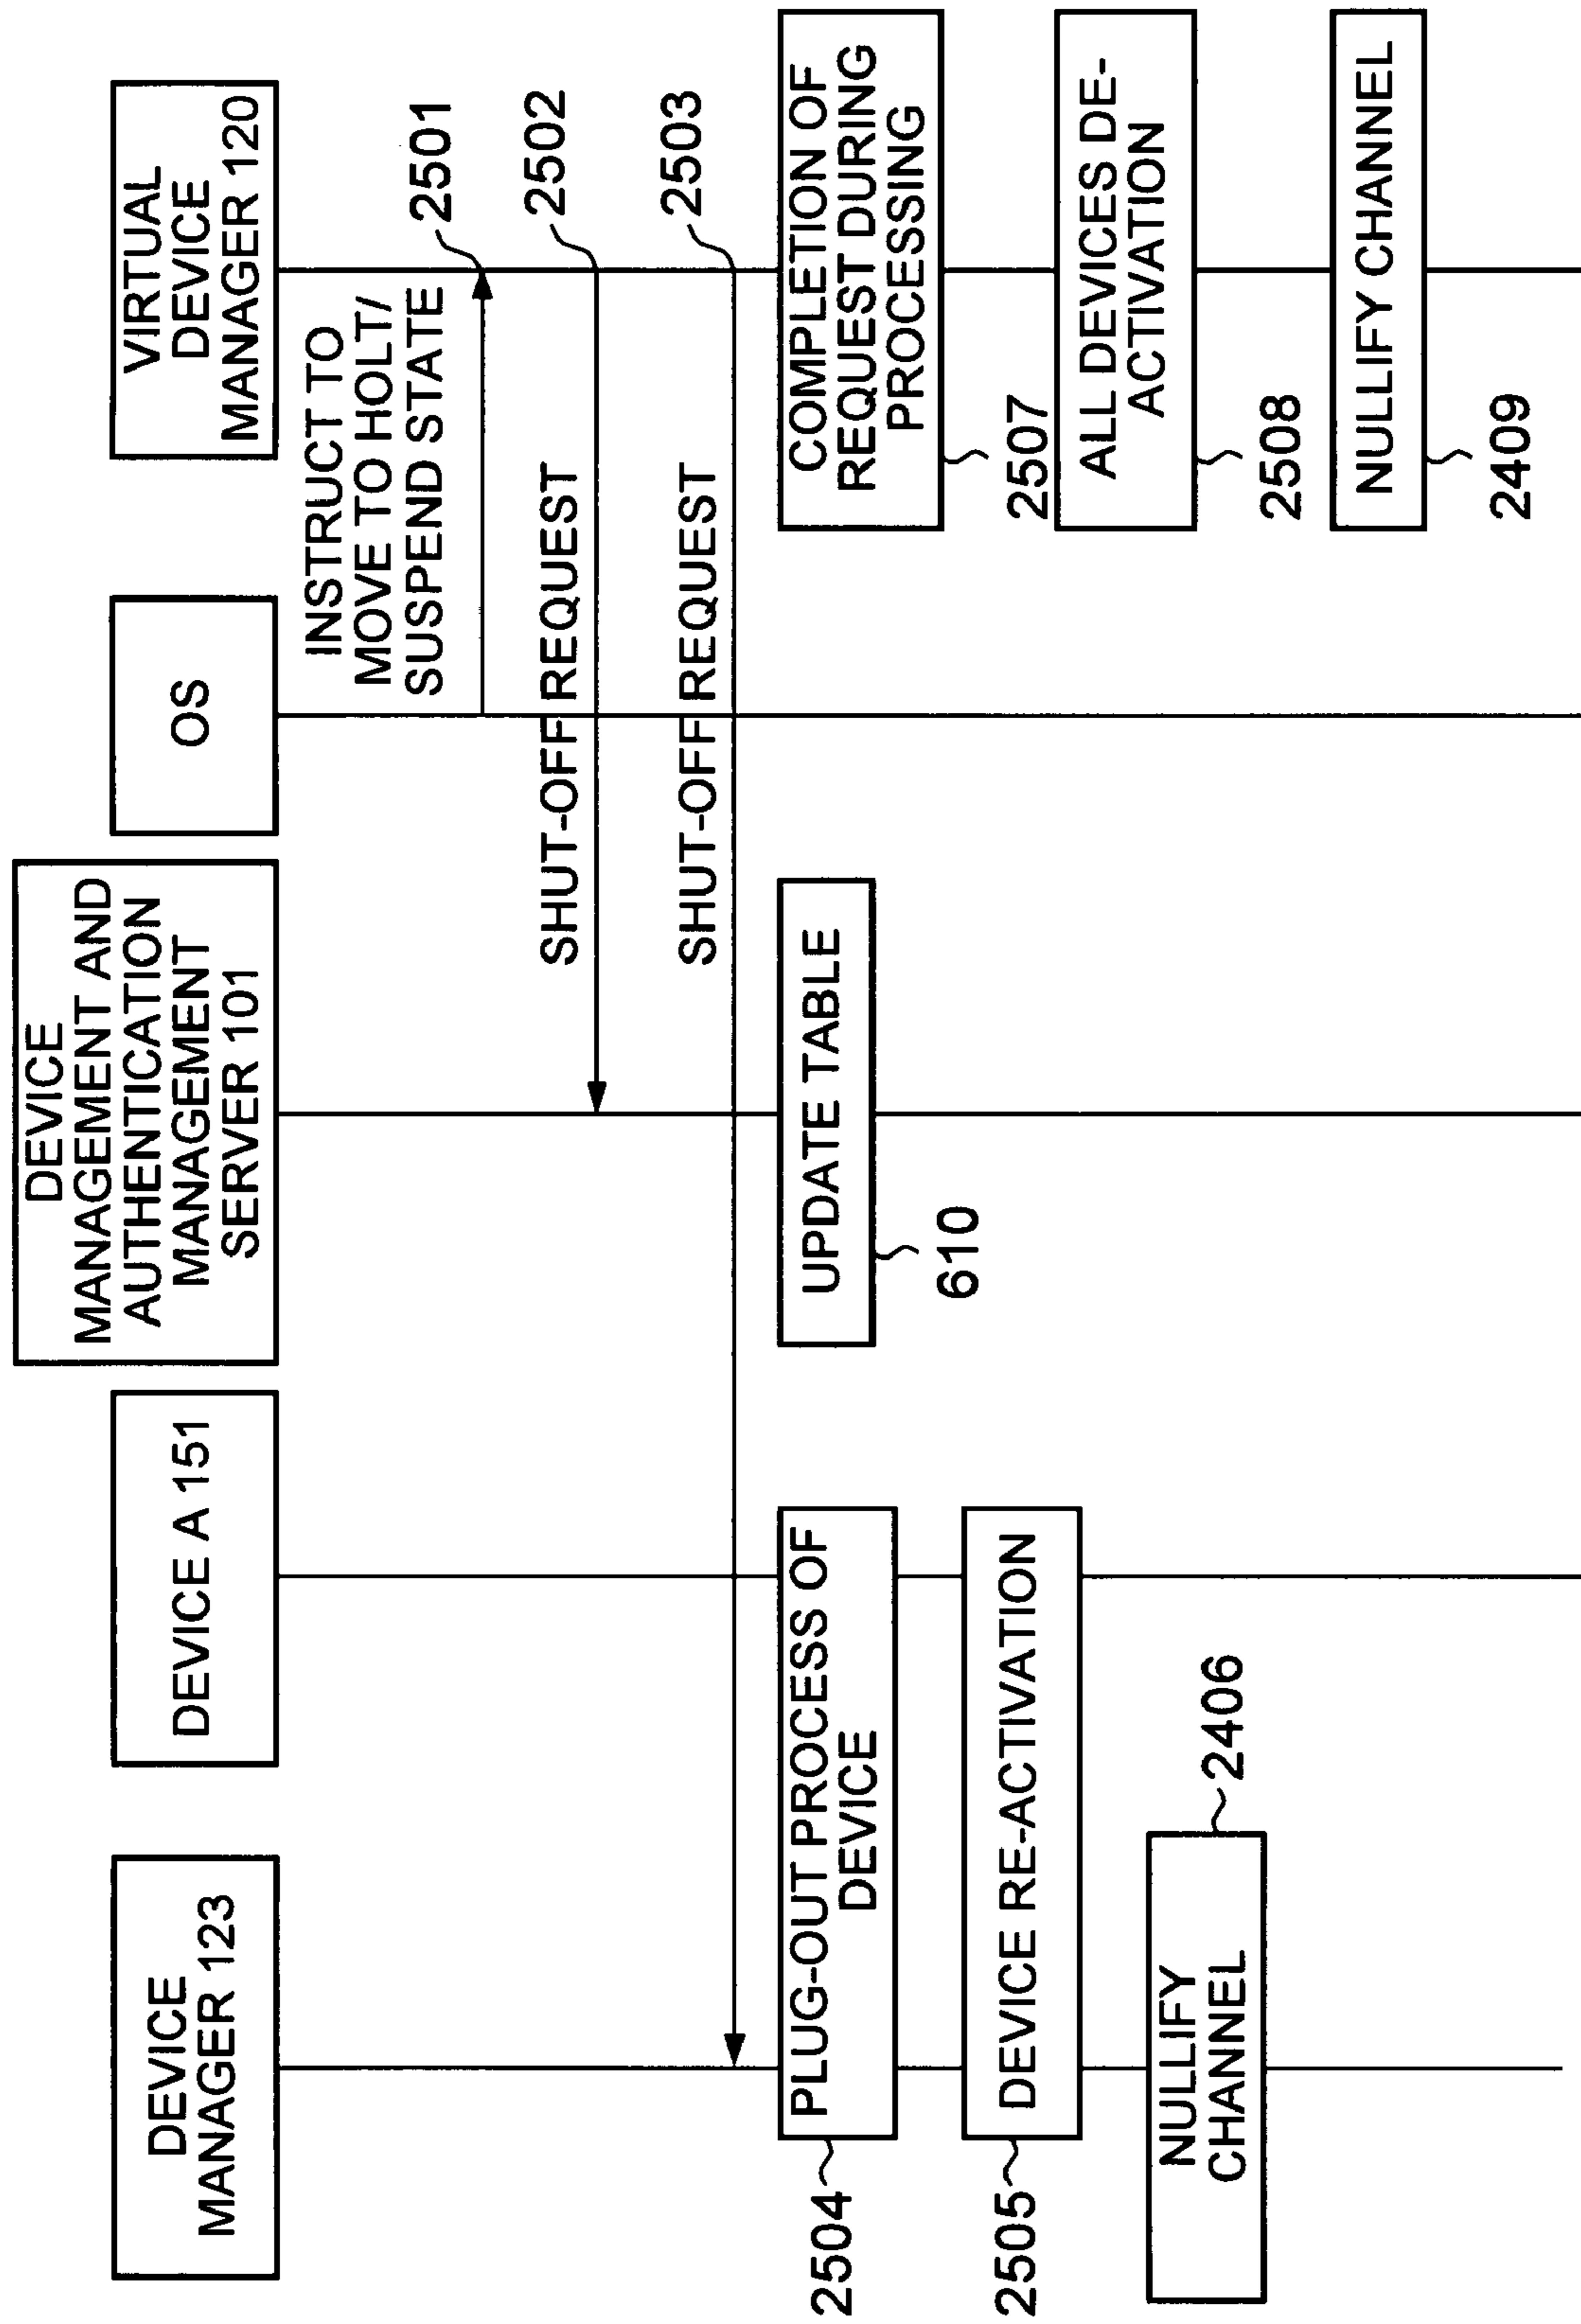 DEVICE
MANAGER 123
DEVICE A 151
DEVICE
MANAGEMENT AND
AUTHENTICATION
MANAGEMENT
SERVER 101
OS
VIRTUAL
DEVICE
MANAGER 120
INSTRUCT TO
MOVE TO HOLT/
SUSPEND STATE
2501
SHUT-OFF REQUEST
2502
SHUT-OFF REQUEST
2503
2504
PLUG-OUT PROCESS OF
DEVICE
UPDATE TABLE
610
COMPLETION OF
REQUEST DURING
PROCESSING
2507
2505
DEVICE RE-ACTIVATION
ALL DEVICES DE-
ACTIVATION
2508
NULLIFY
CHANNEL
2406
NULLIFY CHANNEL
2409